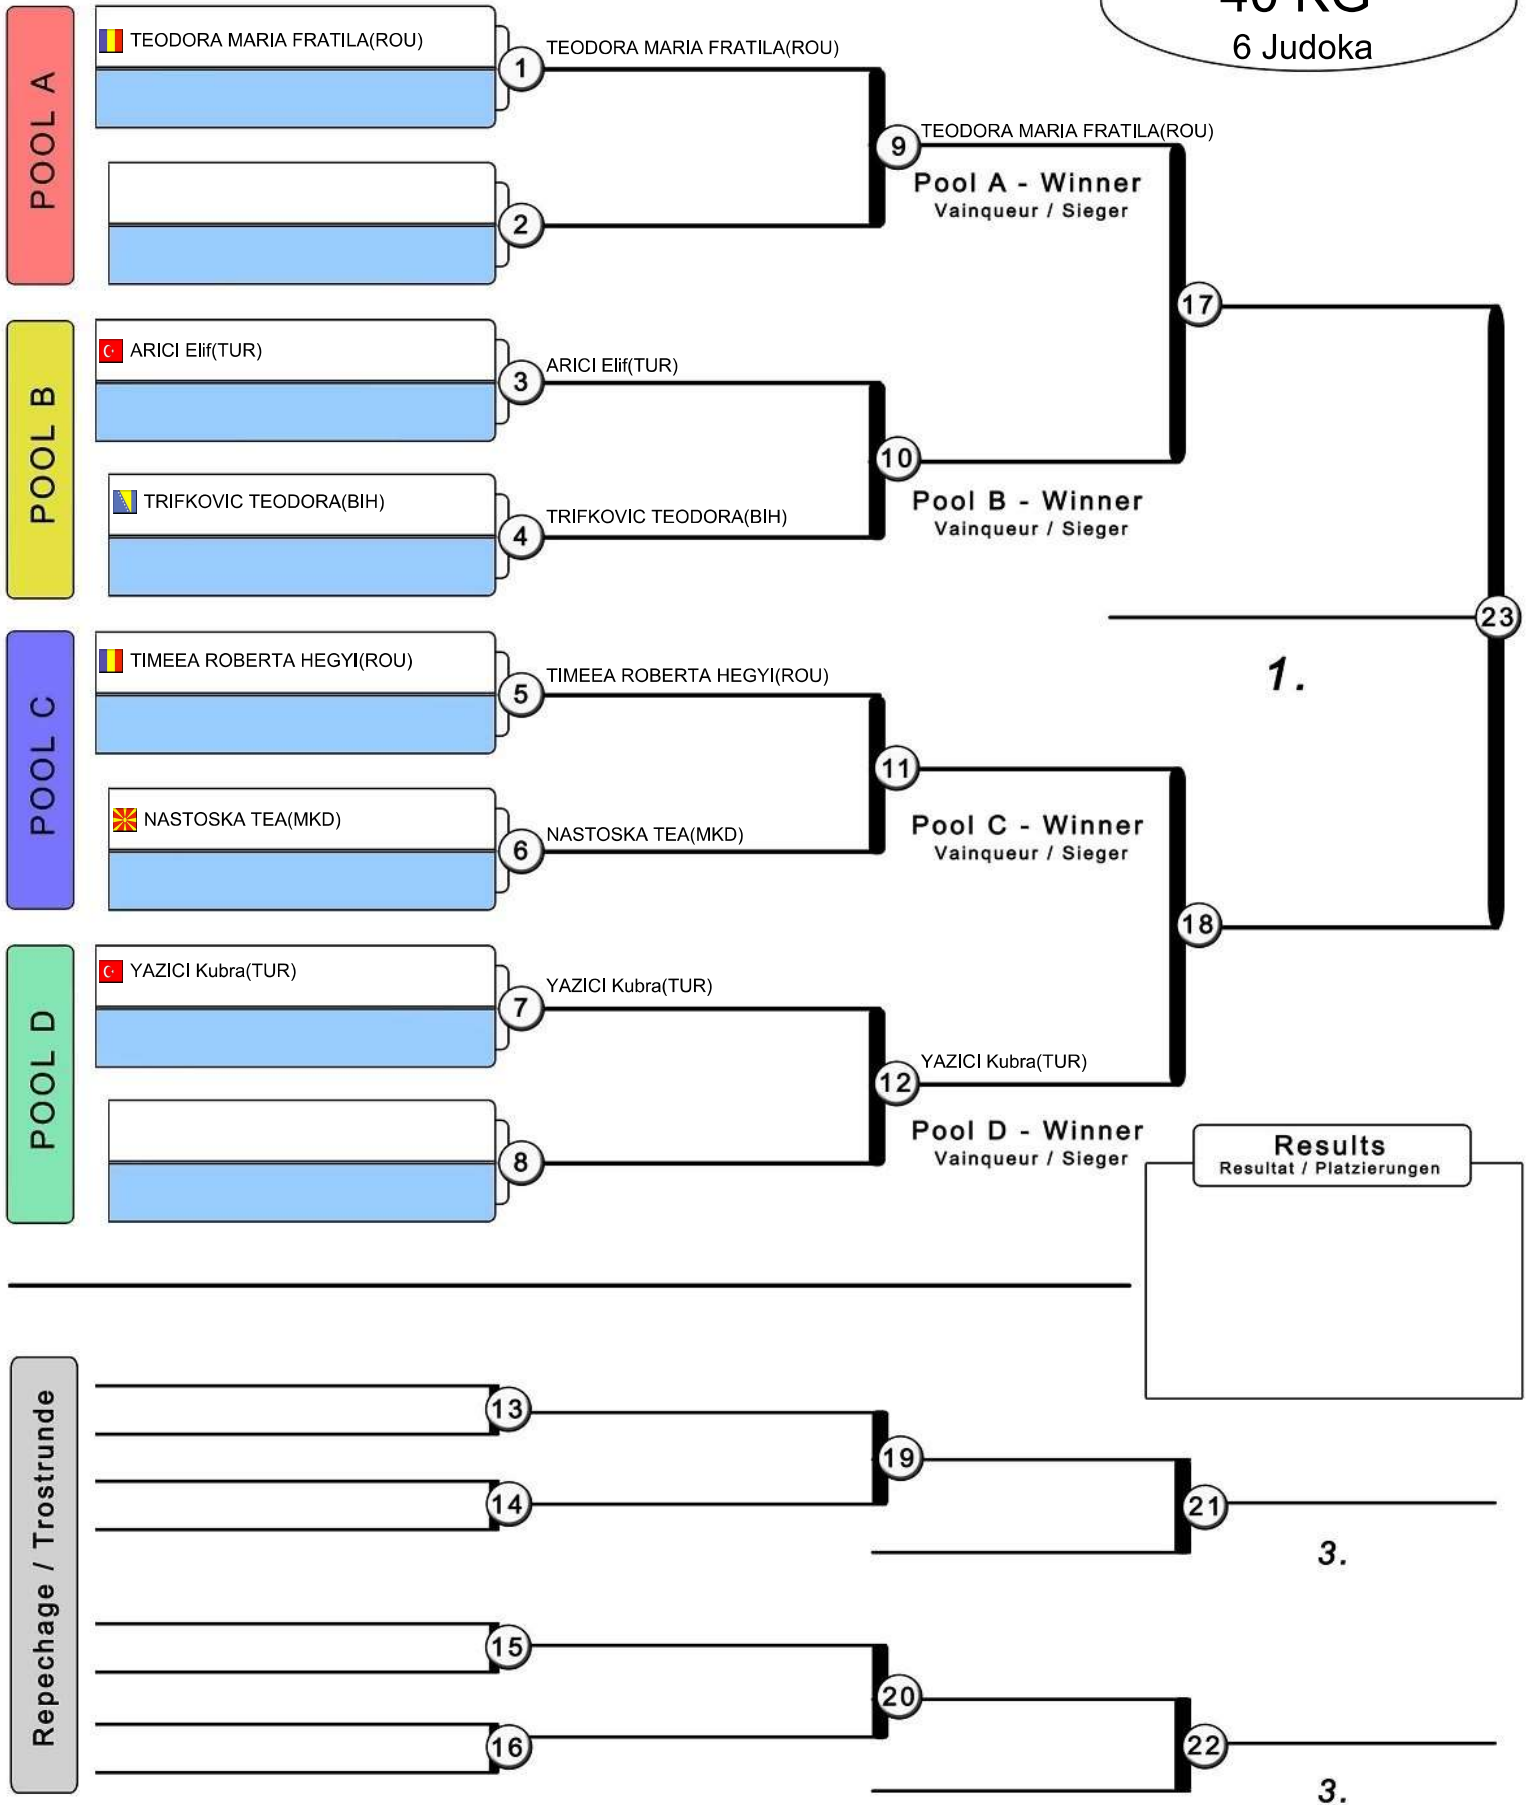 40 KG
6 Judoka
POOL A
TEODORA MARIA FRATILA(ROU)
1
TEODORA MARIA FRATILA(ROU)
2
9
TEODORA MARIA FRATILA(ROU)
Pool A - Winner
Vainqueur / Sieger
17
POOL B
ARICI Elif(TUR)
3
ARICI Elif(TUR)
TRIFKOVIC TEODORA(BIH)
4
TRIFKOVIC TEODORA(BIH)
10
Pool B - Winner
Vainqueur / Sieger
23
1.
POOL C
TIMEEA ROBERTA HEGYI(ROU)
5
TIMEEA ROBERTA HEGYI(ROU)
NASTOSKA TEA(MKD)
6
NASTOSKA TEA(MKD)
11
Pool C - Winner
Vainqueur / Sieger
18
POOL D
YAZICI Kubra(TUR)
7
YAZICI Kubra(TUR)
8
12
YAZICI Kubra(TUR)
Pool D - Winner
Vainqueur / Sieger
Results
Resultat / Platzierungen
Repechage / Trostrunde
13
14
19
21
3.
15
16
20
22
3.